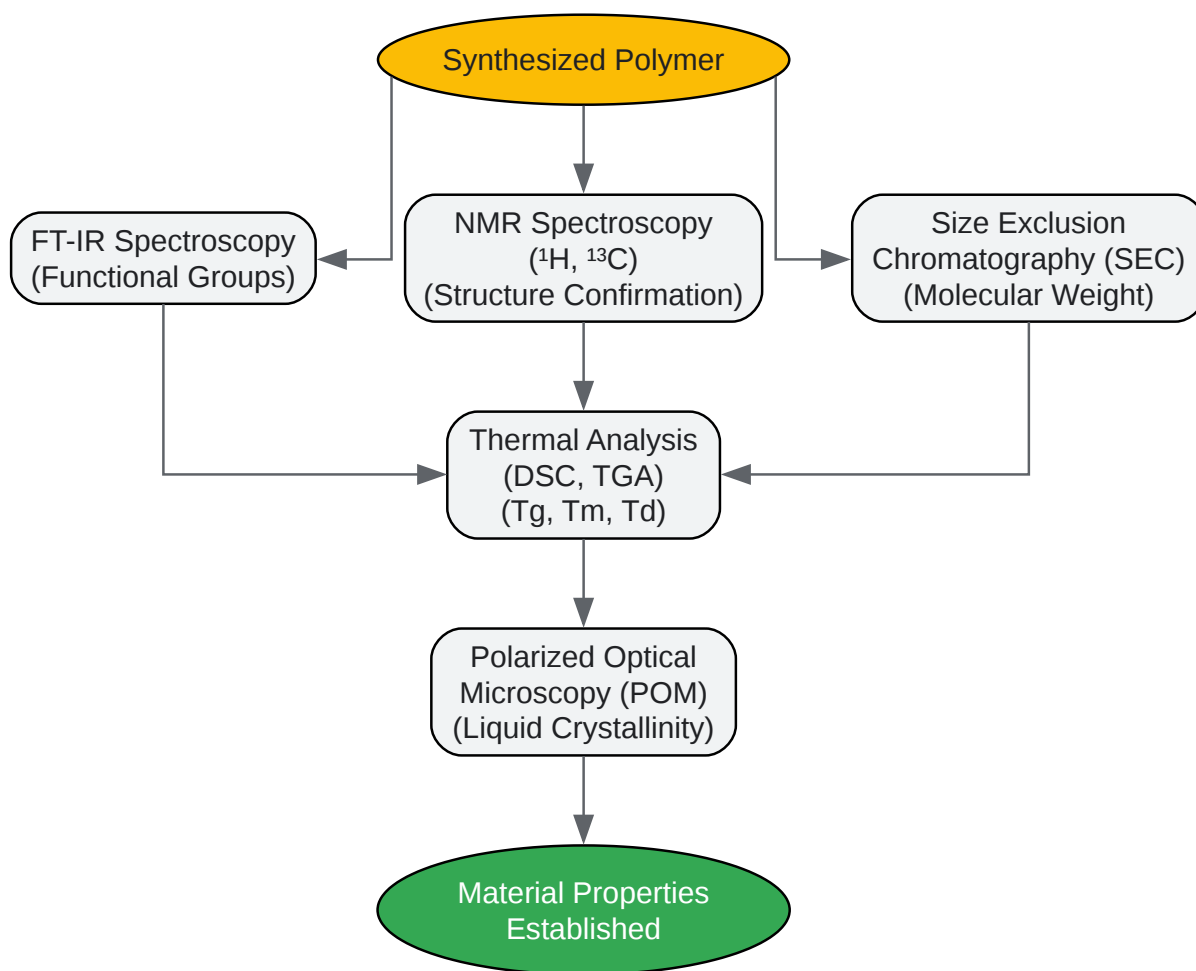 Synthesized Polymer
FT-IR Spectroscopy
(Functional Groups)
NMR Spectroscopy
(¹H, ¹³C)
(Structure Confirmation)
Size Exclusion
Chromatography (SEC)
(Molecular Weight)
Thermal Analysis
(DSC, TGA)
(Tg, Tm, Td)
Polarized Optical
Microscopy (POM)
(Liquid Crystallinity)
Material Properties
Established